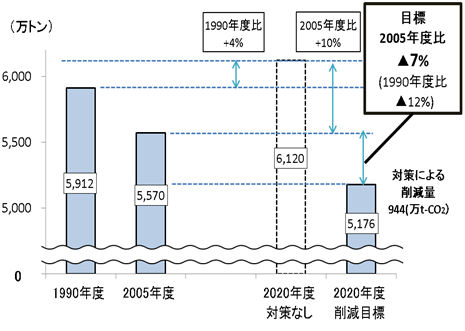 (万トン)
1990年度比
+4%
2005年度比
+10%
目標
2005年度比
▲7%
(1990年度比
▲12%)
6,000
5,500
5,000
0
5,912
5,570
6,120
5,176
対策による
削減量
944(万t-CO2)
1990年度
2005年度
2020年度
対策なし
2020年度
削減目標